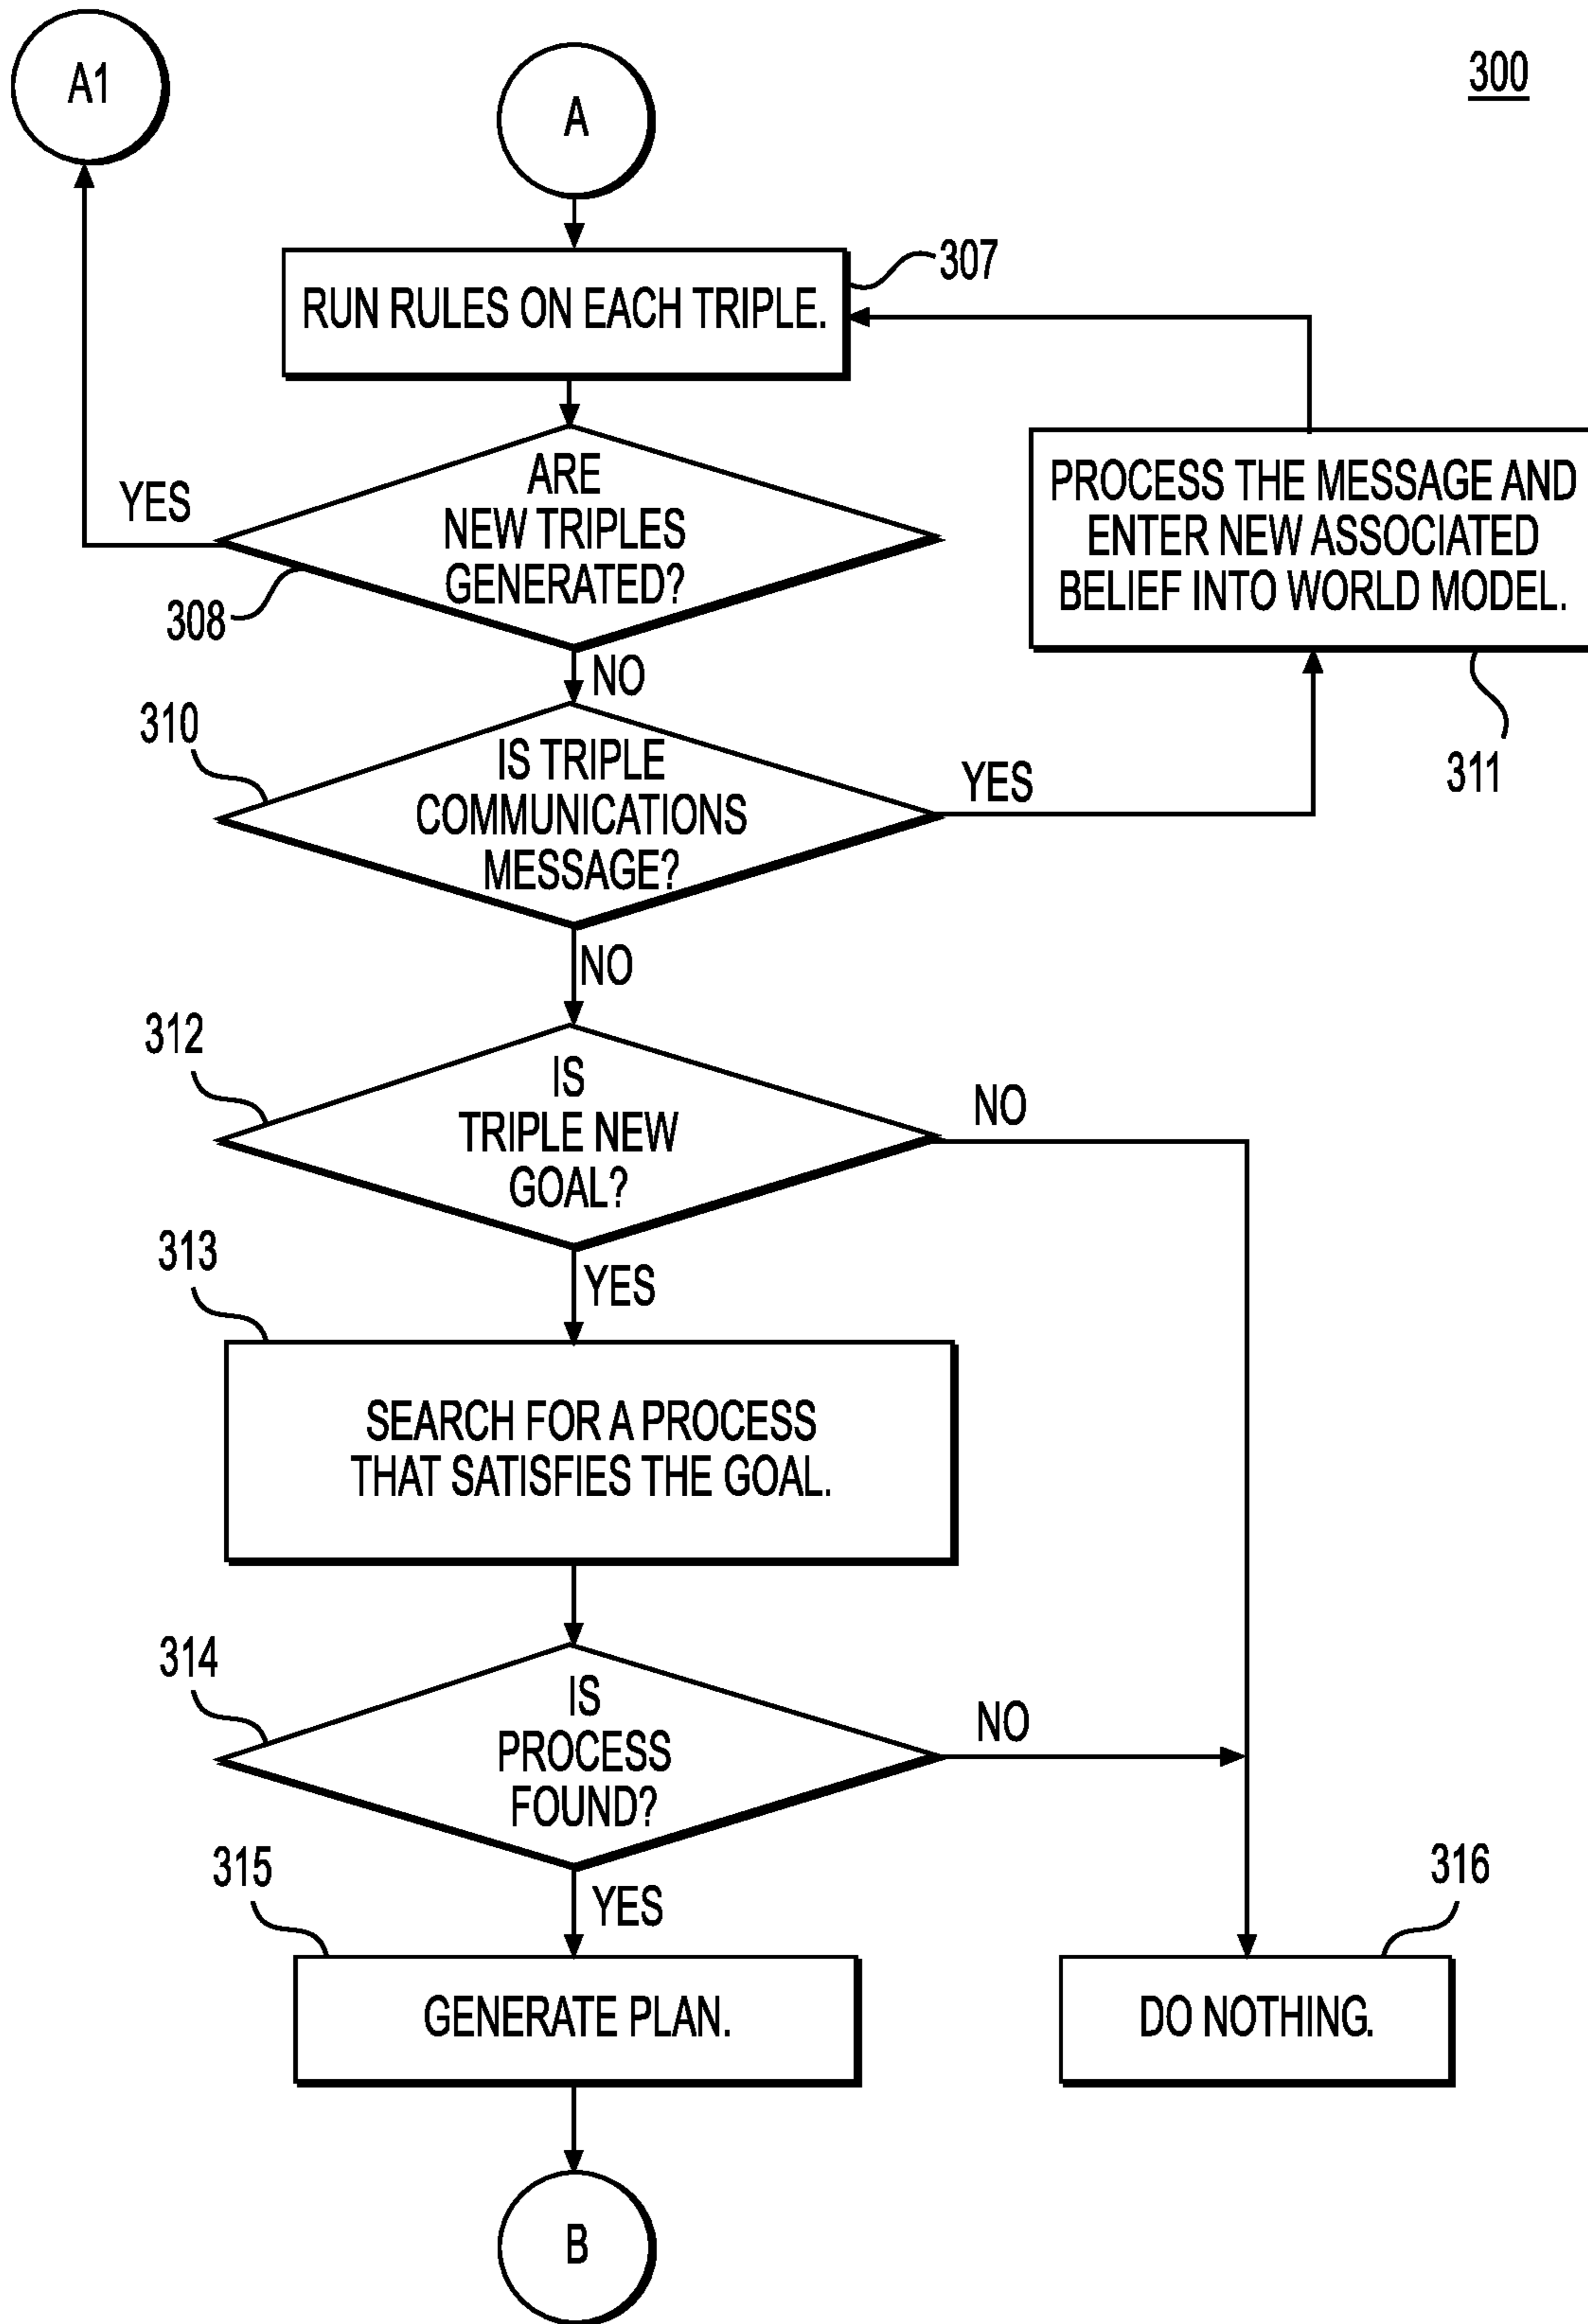 A1
A
300
307
RUN RULES ON EACH TRIPLE.
YES
ARE
NEW TRIPLES
GENERATED?
308
PROCESS THE MESSAGE AND
ENTER NEW ASSOCIATED
BELIEF INTO WORLD MODEL.
NO
310
IS TRIPLE
COMMUNICATIONS
MESSAGE?
YES
311
NO
312
IS
TRIPLE NEW
GOAL?
NO
313
YES
SEARCH FOR A PROCESS
THAT SATISFIES THE GOAL.
314
IS
PROCESS
FOUND?
NO
315
YES
316
GENERATE PLAN.
DO NOTHING.
B